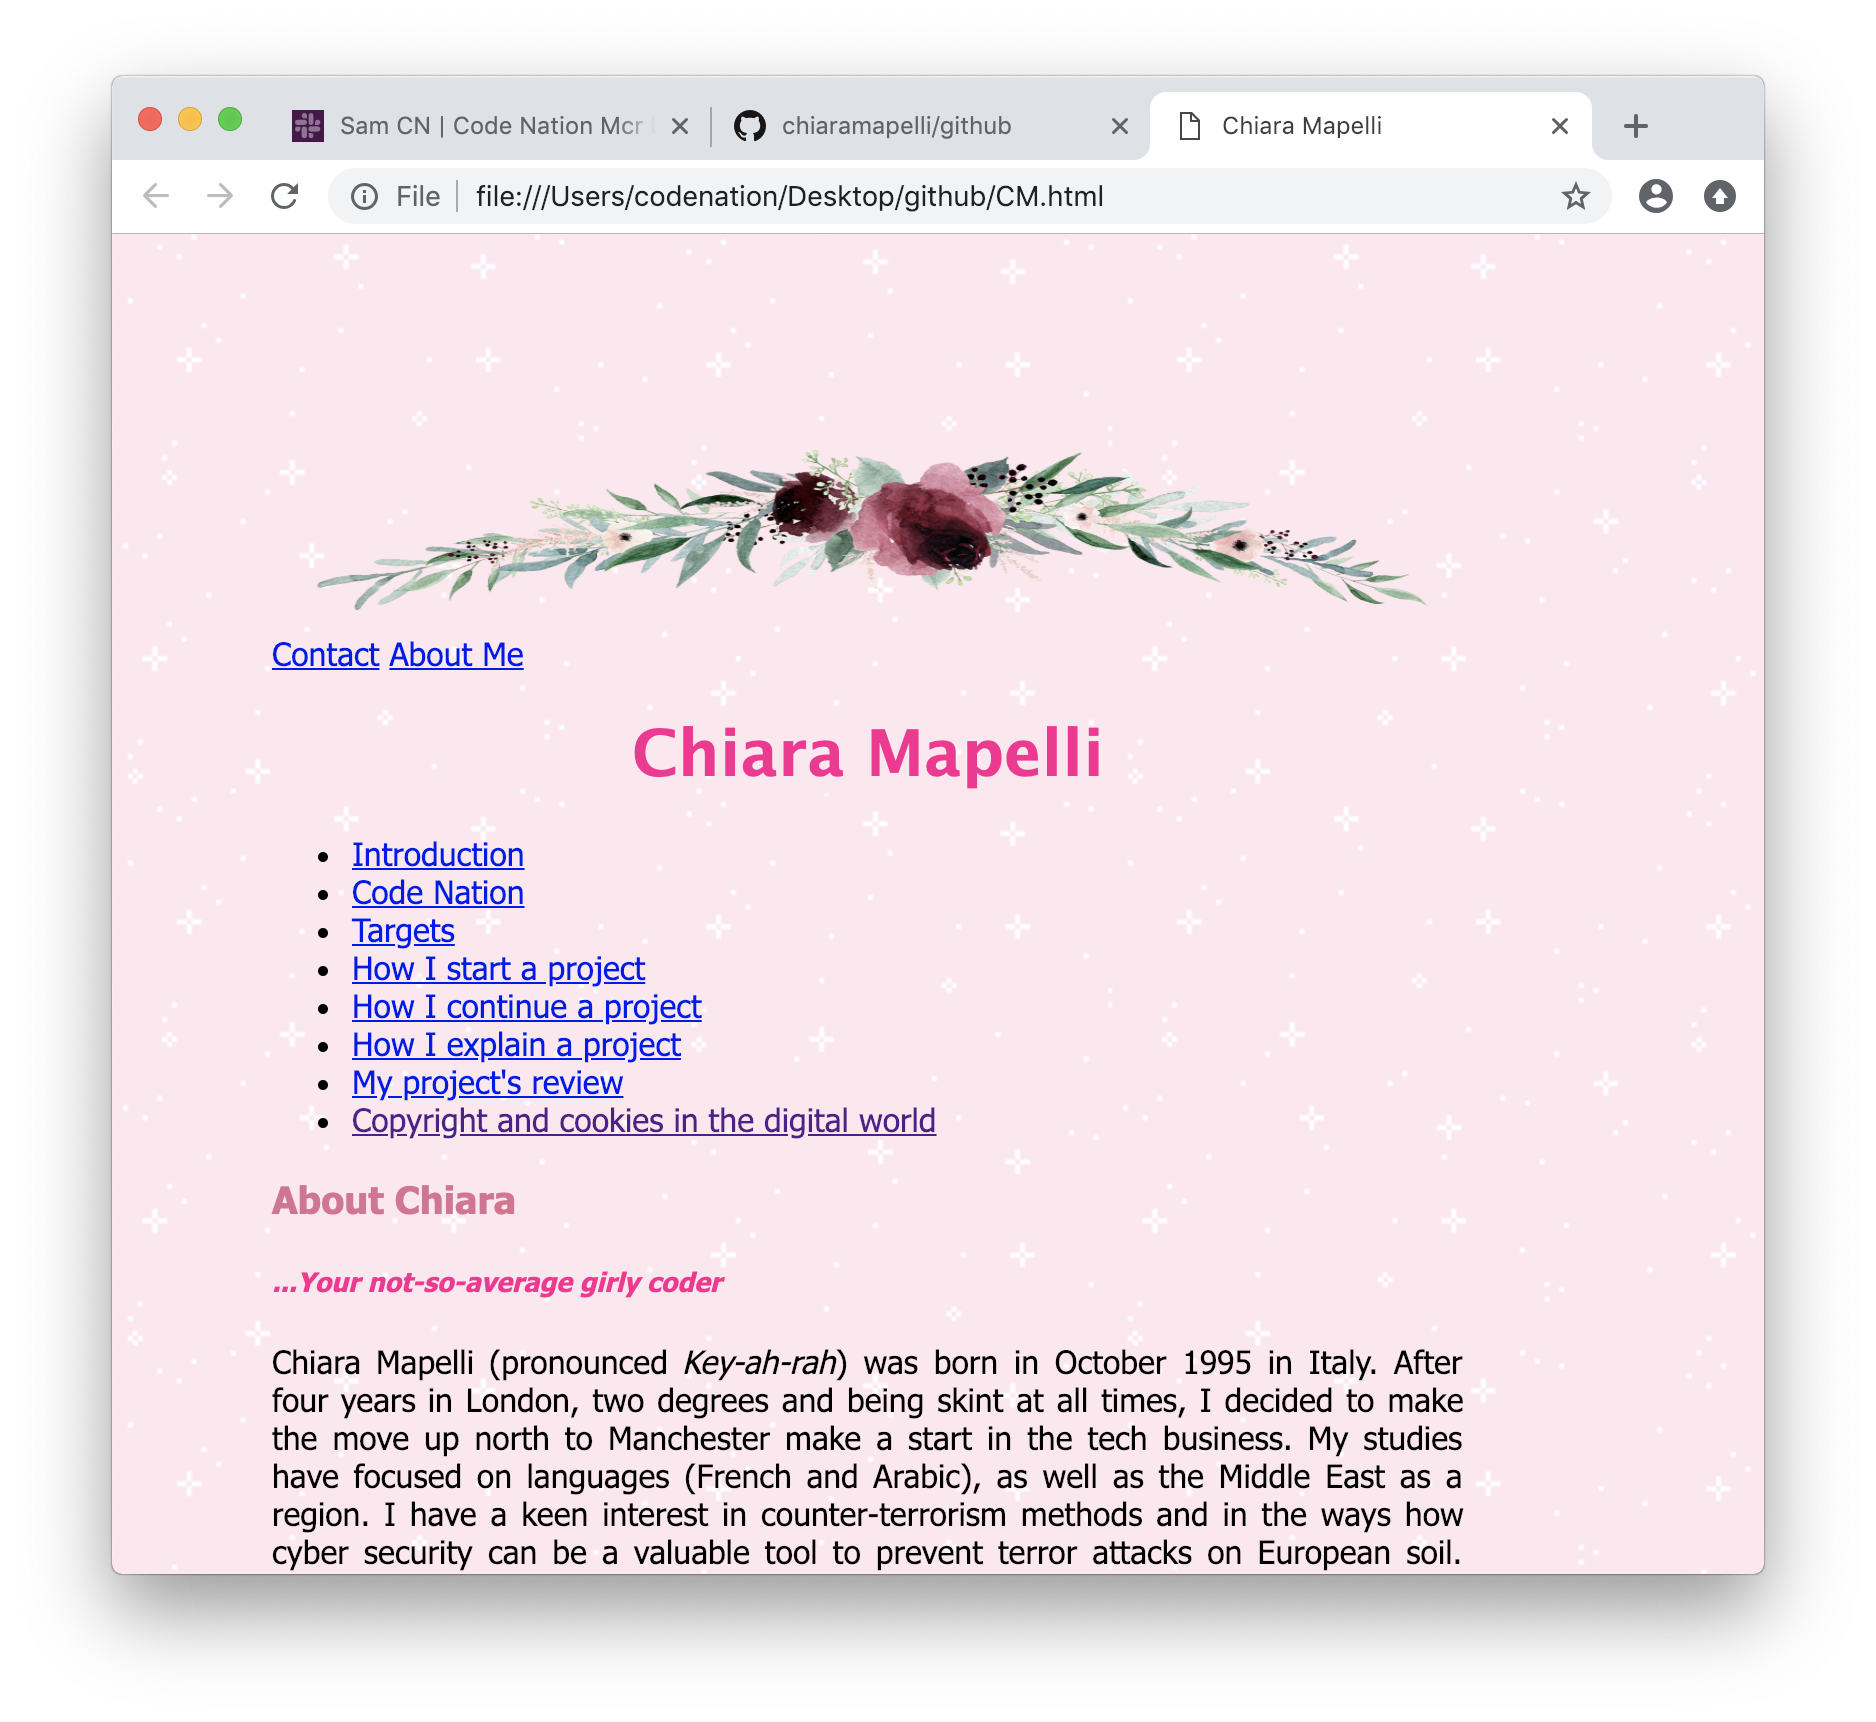 Sam CN | Code Nation Mcr
chiaramapelli/github
Chiara Mapelli
File
file:///Users/codenation/Desktop/github/CM.html
Contact About Me
Chiara Mapelli
Introduction
Code Nation
Targets
How I start a project
How I continue a project
How I explain a project
My project's review
Copyright and cookies in the digital world
About Chiara
...Your not-so-average girly coder
Chiara Mapelli (pronounced Key-ah-rah) was born in October 1995 in Italy. After
four years in London, two degrees and being skint at all times, I decided to make
the move up north to Manchester make a start in the tech business. My studies
have focused on languages (French and Arabic), as well as the Middle East as a
region. I have a keen interest in counter-terrorism methods and in the ways how
cyber security can be a valuable tool to prevent terror attacks on European soil.